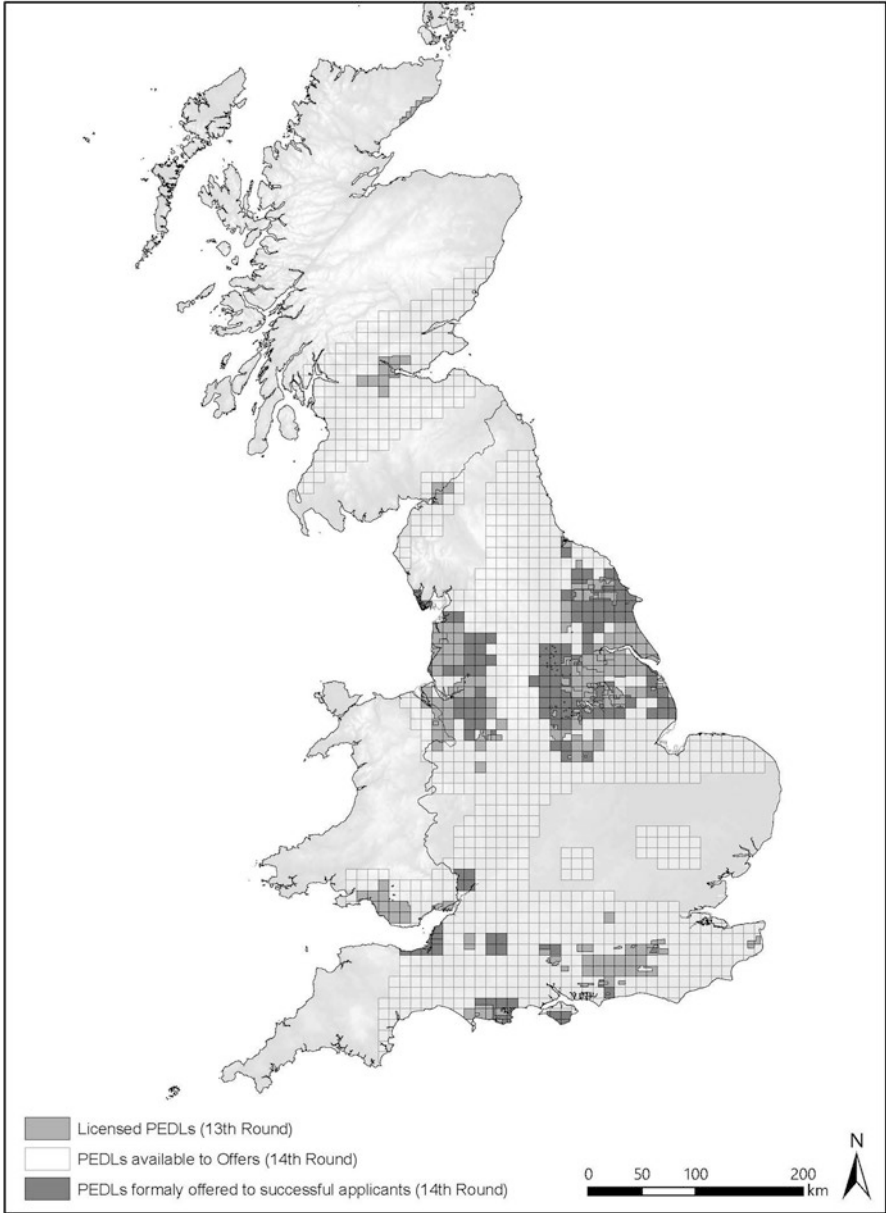 Licensed PEDLs (13th Round)
PEDLs available to Offers (14th Round)
PEDLs formaly offered to successful applicants (14th Round)
N
0 50 100 200
km